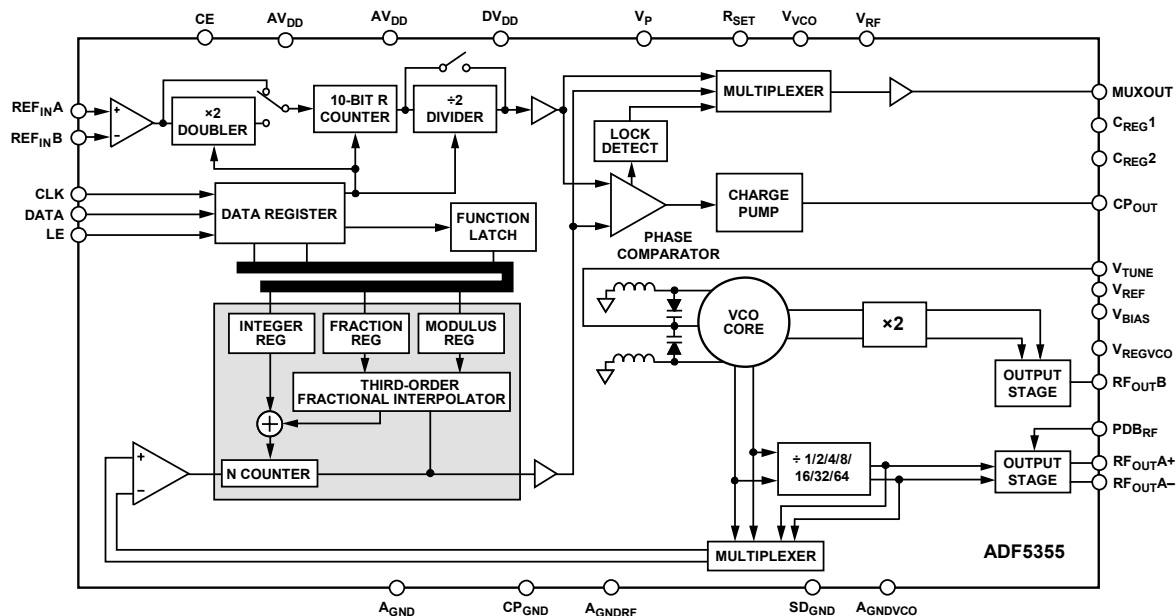 CE
AVDD
AVDD
DVDD
VP
RSET
VVCO
VRF
REFINA
REFINB
+
−
×2
DOUBLER
10-BIT R
COUNTER
÷2
DIVIDER
MULTIPLEXER
MUXOUT
LOCK
DETECT
CREG1
CREG2
CLK
DATA
LE
DATA REGISTER
FUNCTION
LATCH
CHARGE
PUMP
CPOUT
PHASE
COMPARATOR
INTEGER
REG
FRACTION
REG
MODULUS
REG
VCO
CORE
×2
VTUNE
VREF
VBIAS
VREGVCO
OUTPUT
STAGE
RFOUTB
THIRD-ORDER
FRACTIONAL INTERPOLATOR
+
N COUNTER
+
−
÷ 1/2/4/8/
16/32/64
OUTPUT
STAGE
PDBRF
RFOUTA+
RFOUTA−
MULTIPLEXER
ADF5355
AGND
CPGND
AGNDRF
SDGND
AGNDVCO